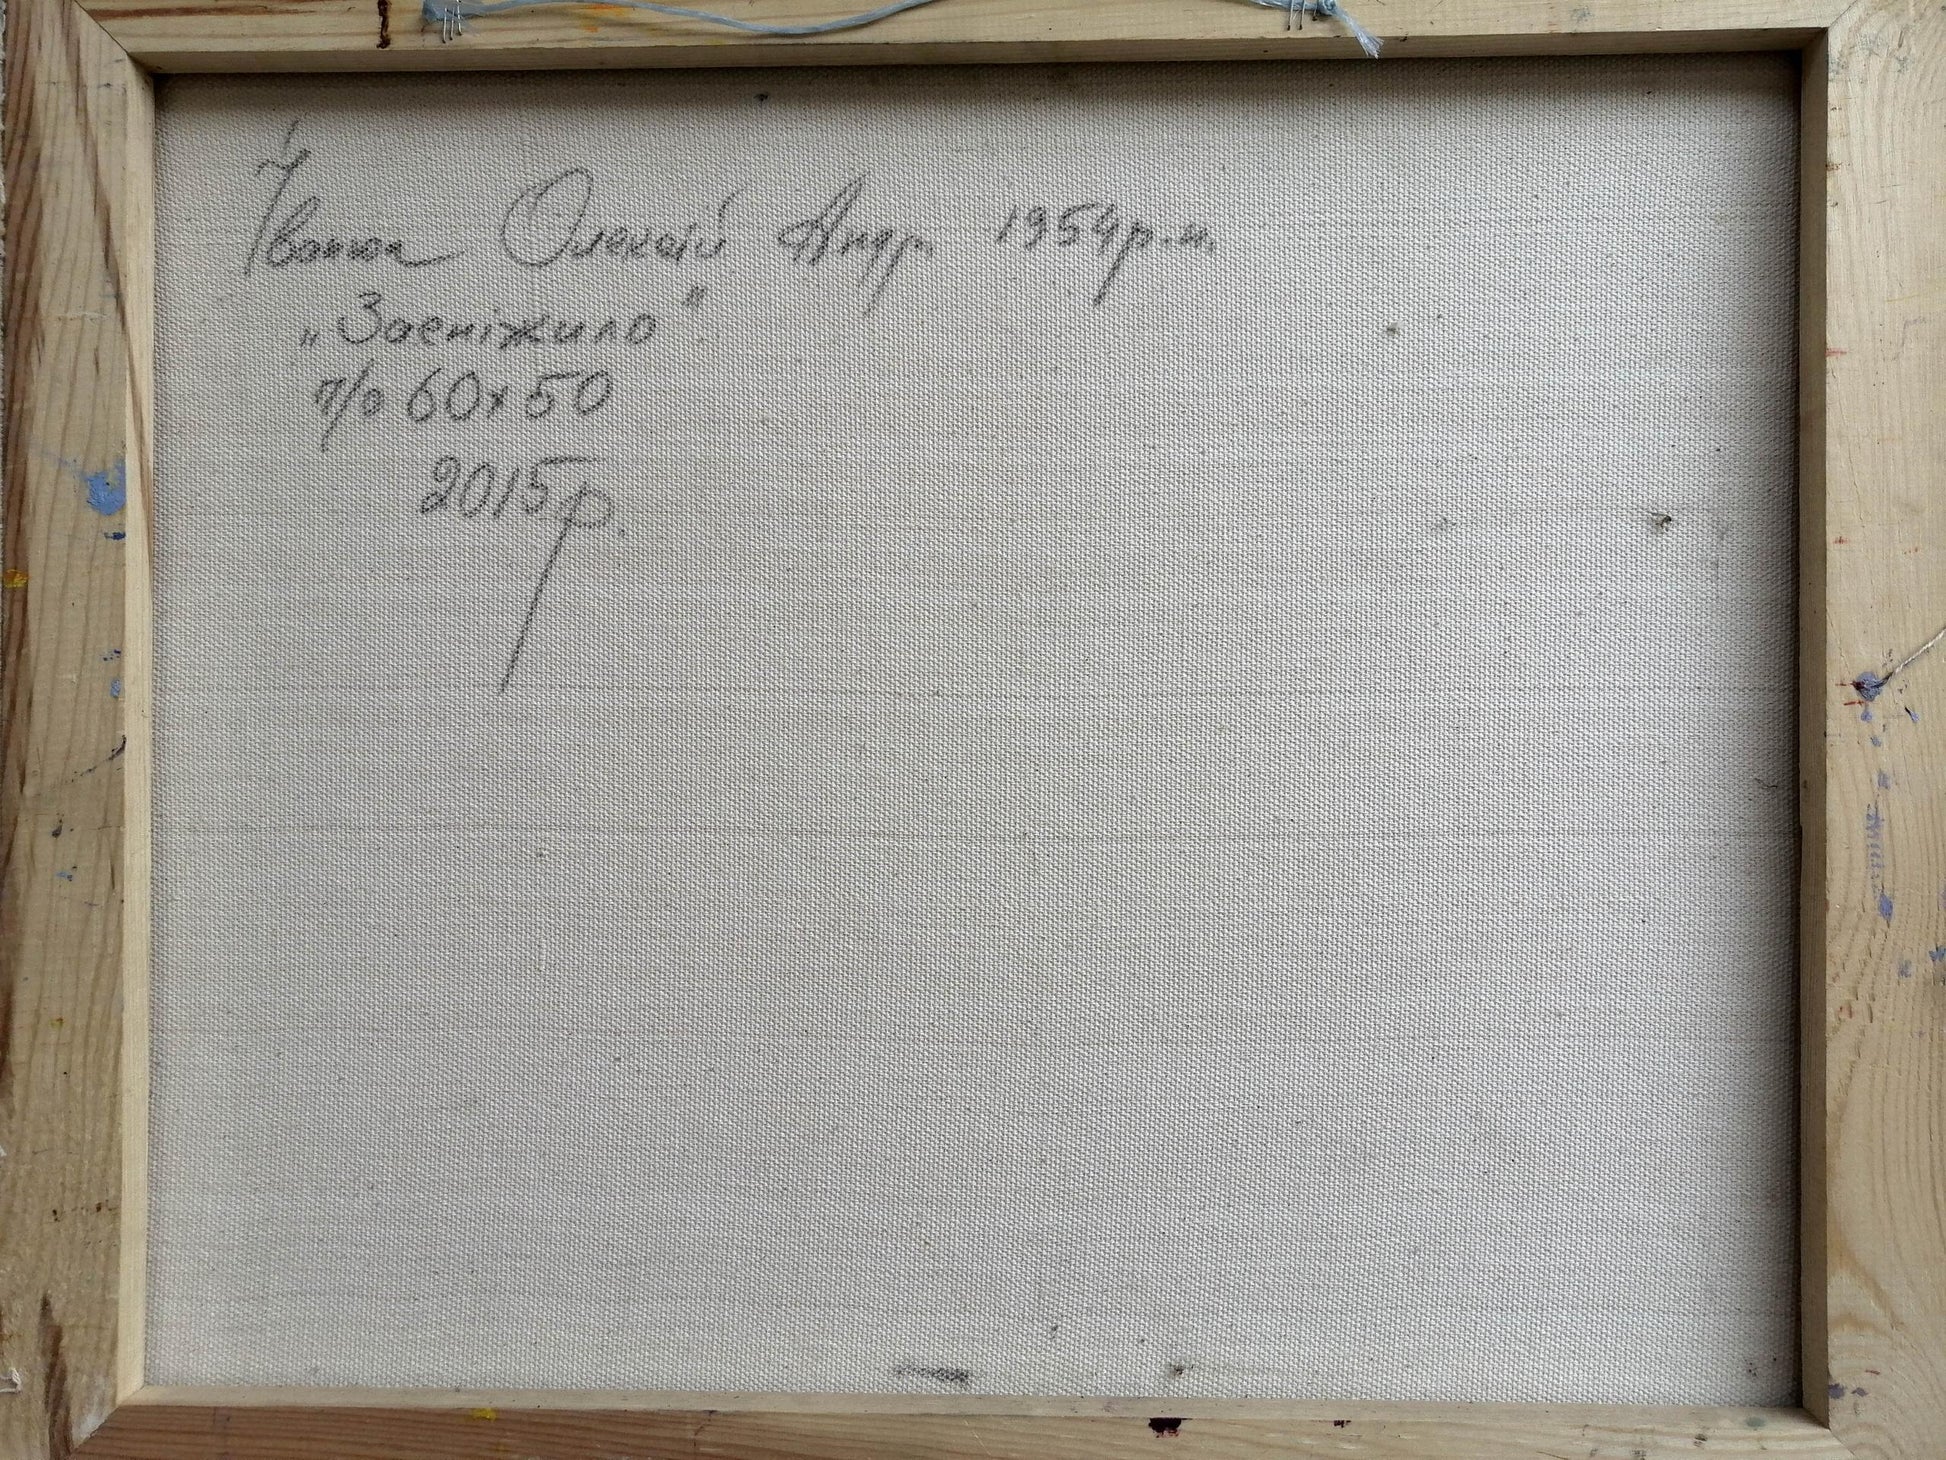 Іванюк Олексій Андр. 1954р.н.
„Засніжило"
п/о 60х50
2015р.